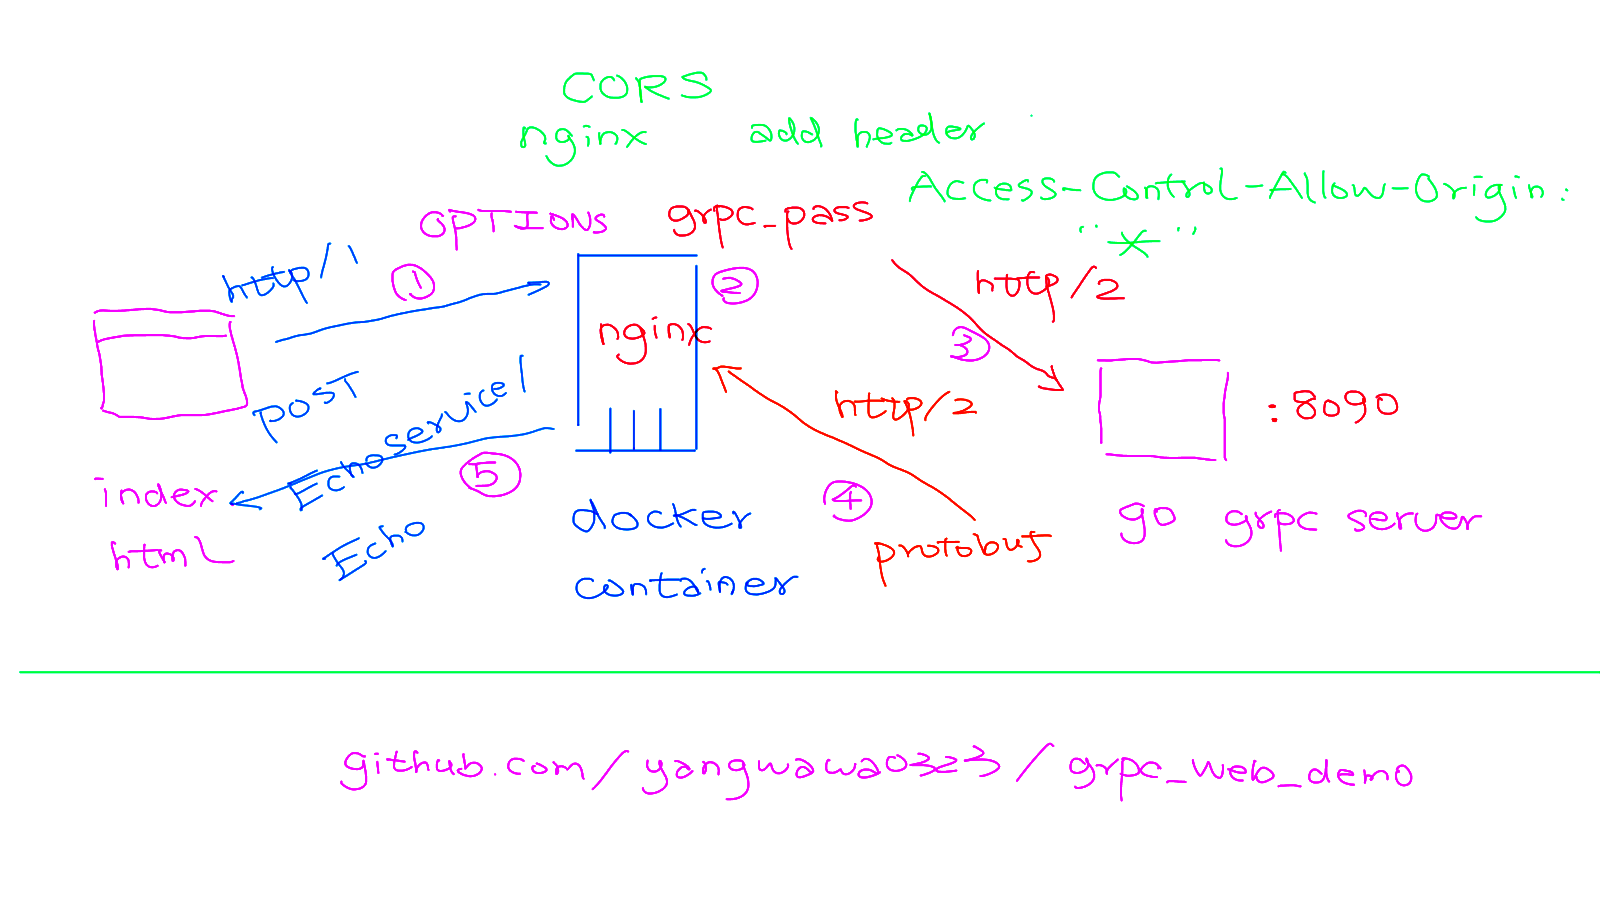 CORS
nginx add header
Access-Control-Allow-Origin:
"*"
OPTIONS grpc_pass
http/1 ① ② http/2
nginx ③
POST http/2 :8090
Echoservice/
Echo
⑤ ④
index
html
docker
container
protobuf
go grpc server
github.com/yangwawa0323/grpc_web_demo